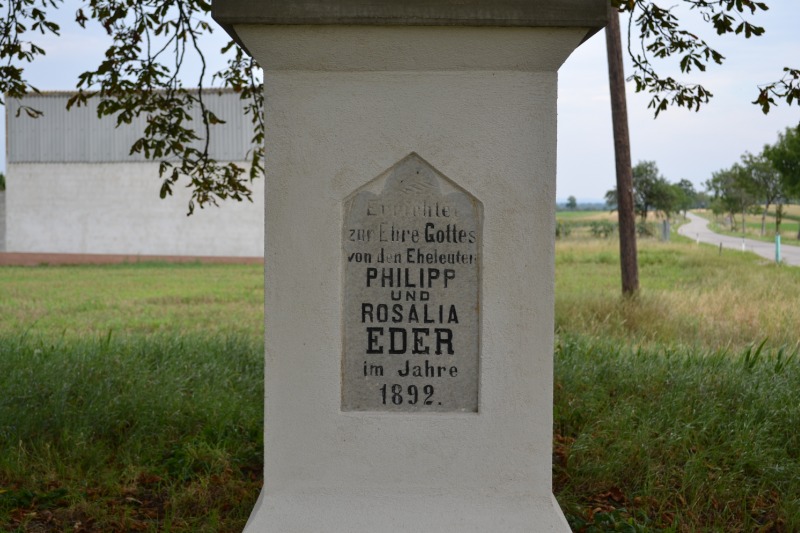 Errichtet
zur Ehre Gottes
von den Eheleuten
PHILIPP
UND
ROSALIA
EDER
im Jahre
1892.